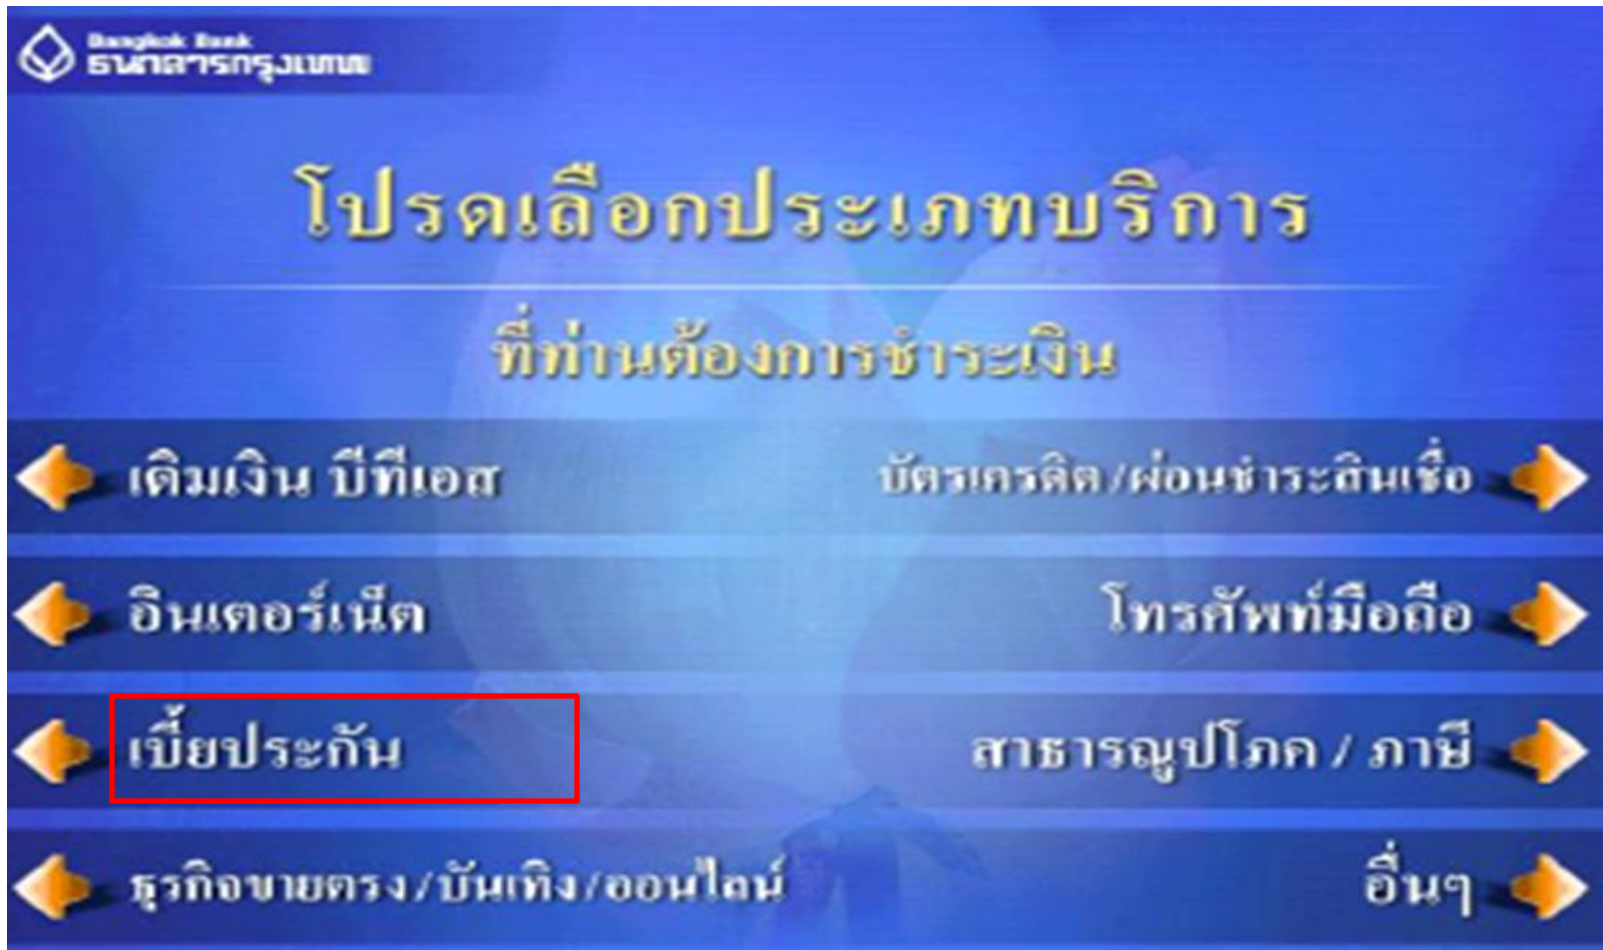 Bangkok Bank
ธนาคารกรุงเทพ
โปรดเลือกประเภทบริการ
ที่ท่านต้องการชำระเงิน
เติมเงิน บีทีเอส
บัตรเครดิต/ผ่อนชำระสินเชื่อ
อินเตอร์เน็ต
โทรศัพท์มือถือ
เบี้ยประกัน
สาธารณูปโภค / ภาษี
ธุรกิจขายตรง/บันเทิง/ออนไลน์
อื่นๆ